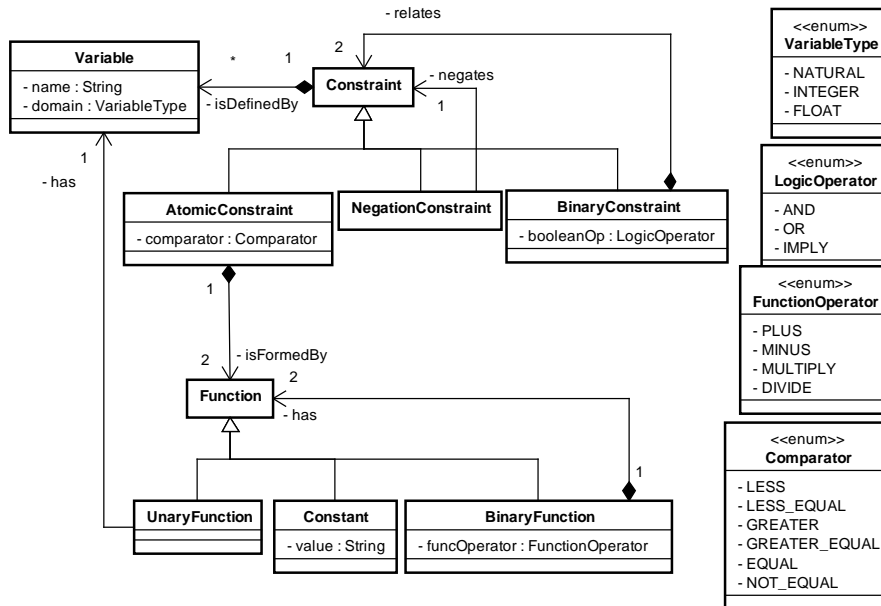 - relates
<<enum>>
VariableType
- NATURAL
- INTEGER
- FLOAT
Variable
- name : String
- domain : VariableType
*
1
- isDefinedBy
2
Constraint
- negates
1
1
- has
<<enum>>
LogicOperator
- AND
- OR
- IMPLY
AtomicConstraint
- comparator : Comparator
NegationConstraint
BinaryConstraint
- booleanOp : LogicOperator
<<enum>>
FunctionOperator
- PLUS
- MINUS
- MULTIPLY
- DIVIDE
1
2
- isFormedBy
Function
2
- has
<<enum>>
Comparator
- LESS
- LESS_EQUAL
- GREATER
- GREATER_EQUAL
- EQUAL
- NOT_EQUAL
1
UnaryFunction
Constant
- value : String
BinaryFunction
- funcOperator : FunctionOperator